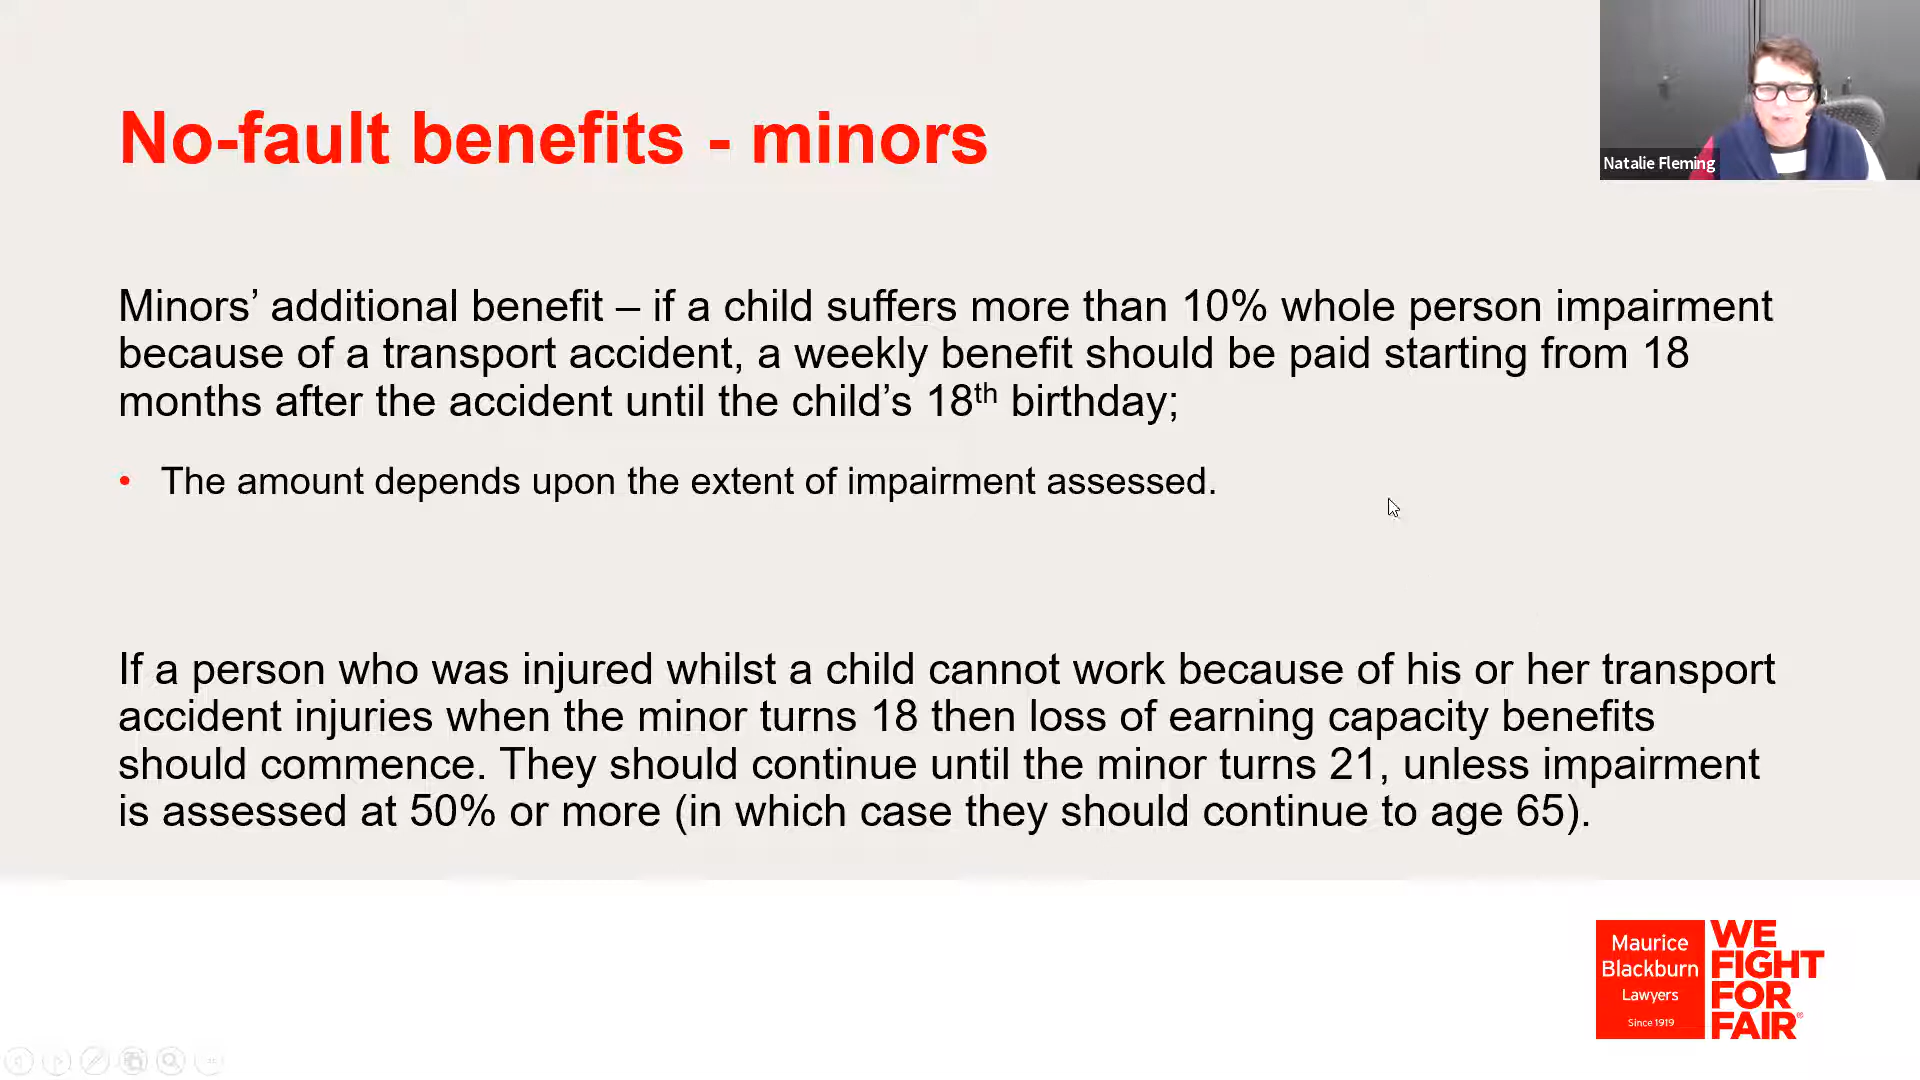 No-fault benefits - minors
Natalie Fleming
Minors’ additional benefit – if a child suffers more than 10% whole person impairment
because of a transport accident, a weekly benefit should be paid starting from 18
months after the accident until the child’s 18th birthday;
• The amount depends upon the extent of impairment assessed.
If a person who was injured whilst a child cannot work because of his or her transport
accident injuries when the minor turns 18 then loss of earning capacity benefits
should commence. They should continue until the minor turns 21, unless impairment
is assessed at 50% or more (in which case they should continue to age 65).
Maurice
Blackburn
Lawyers
Since 1919
WE
FIGHT
FOR
FAIR®